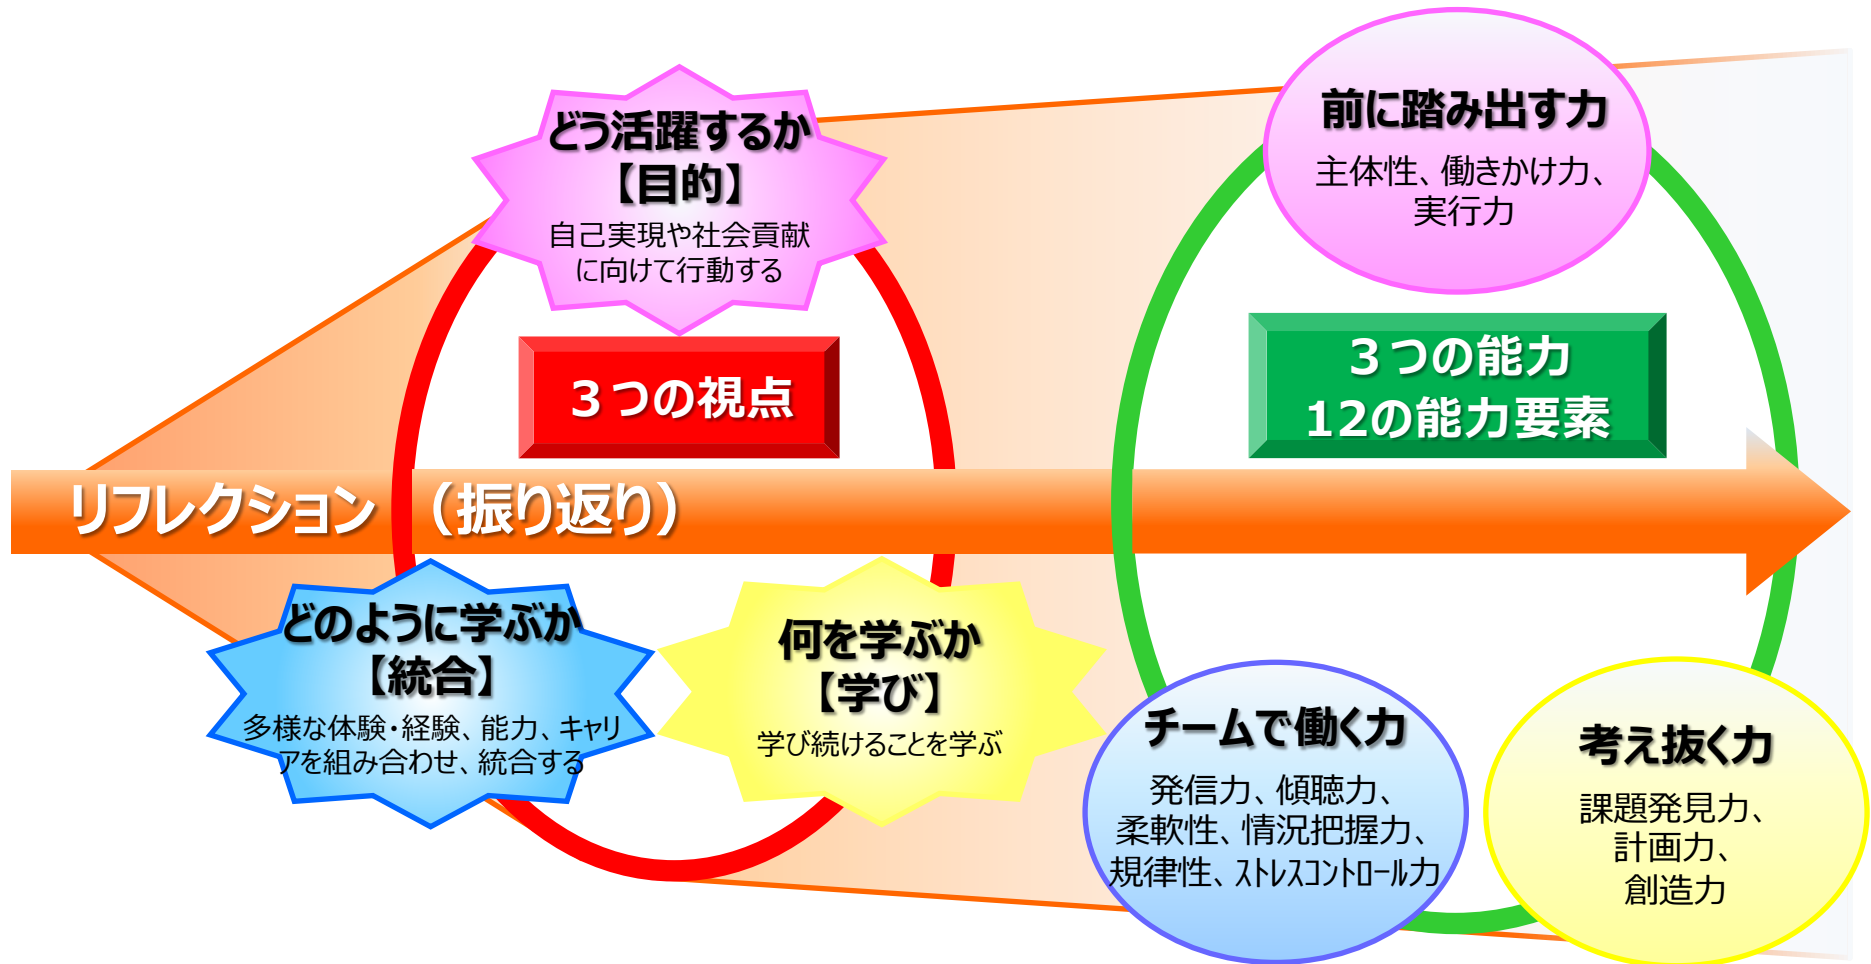 どう活躍するか
【目的】
自己実現や社会貢献
に向けて行動する
３つの視点
リフレクション　（振り返り）
どのように学ぶか
【統合】
多様な体験・経験、能力、キャリ
アを組み合わせ、統合する
何を学ぶか
【学び】
学び続けることを学ぶ
前に踏み出す力
主体性、働きかけ力、
実行力
３つの能力
12の能力要素
チームで働く力
発信力、傾聴力、
柔軟性、情況把握力、
規律性、ｽﾄﾚｽｺﾝﾄﾛｰﾙ力
考え抜く力
課題発見力、
計画力、
創造力